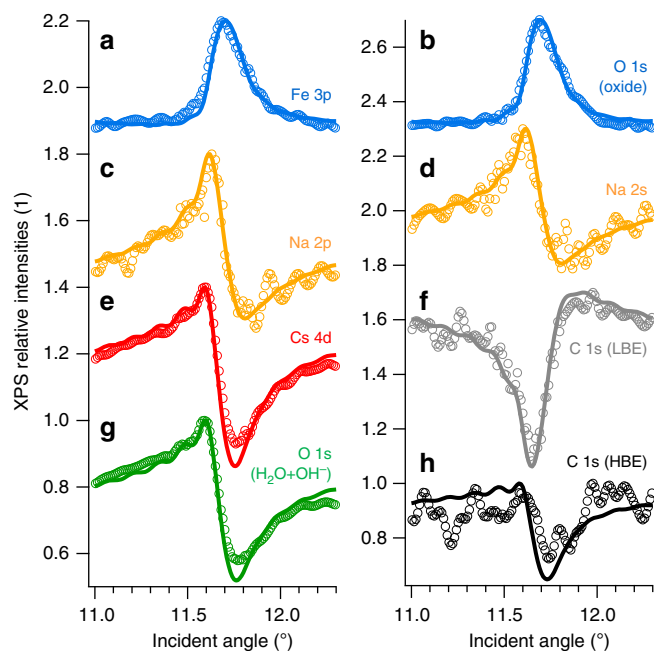 XPS relative intensities (1)
2.2
2.0
1.8
1.6
1.4
1.2
1.0
0.8
0.6
a
Fe 3p
c
Na 2p
e
Cs 4d
g
O 1s
(H₂O+OH⁻)
11.0
11.5
12.0
Incident angle (°)
2.6
2.4
2.2
2.0
1.8
1.6
1.4
1.2
1.0
0.8
b
O 1s
(oxide)
d
Na 2s
f
C 1s (LBE)
h
C 1s (HBE)
11.0
11.5
12.0
Incident angle (°)